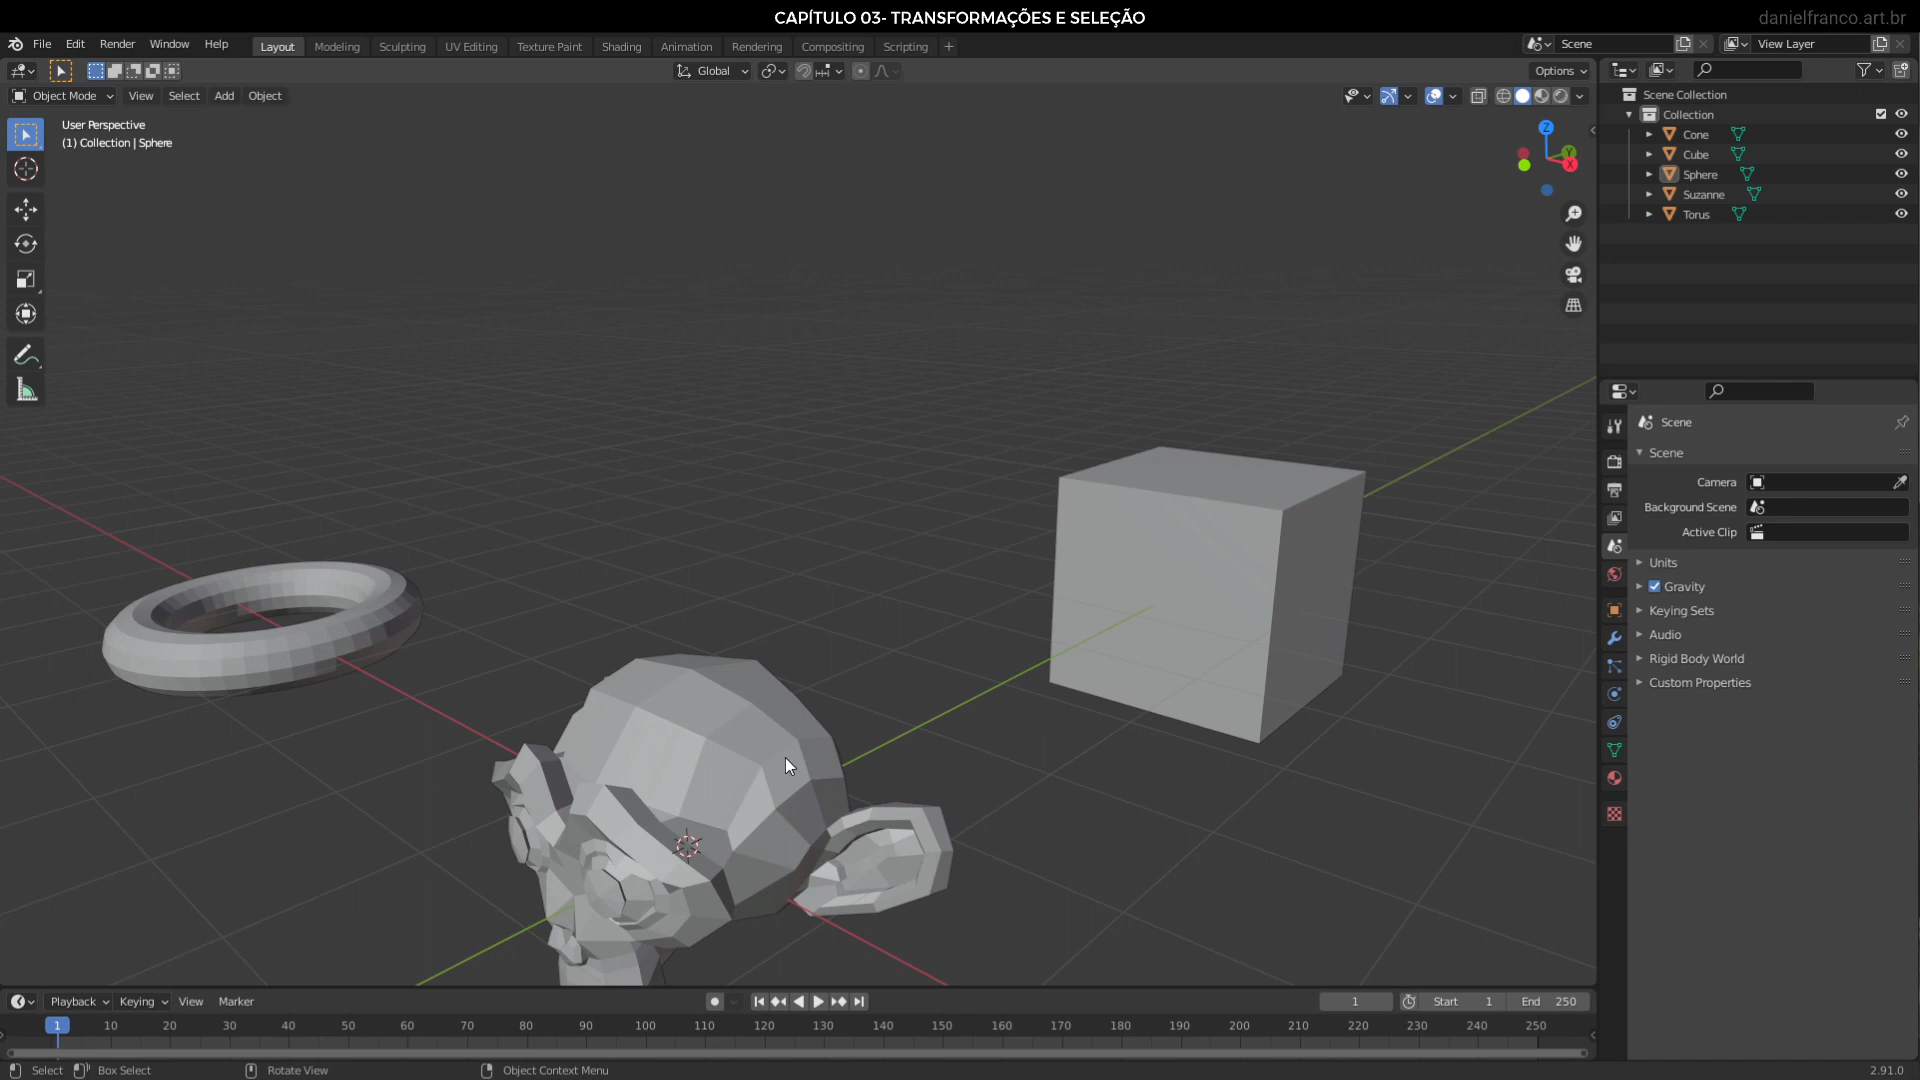 CAPÍTULO 03- TRANSFORMAÇÕES E SELEÇÃO
danielfranco.art.br
File Edit Render Window Help Layout Modeling Sculpting UV Editing Texture Paint Shading Animation Rendering Compositing Scripting + Scene View Layer
Global Options
Object Mode View Select Add Object
User Perspective
(1) Collection | Sphere
Z
Y
X
Scene Collection
Collection
Cone
Cube
Sphere
Suzanne
Torus
Scene
Scene
Camera
Background Scene
Active Clip
Units
Gravity
Keying Sets
Audio
Rigid Body World
Custom Properties
Playback Keying View Marker 1 Start 1 End 250
1 10 20 30 40 50 60 70 80 90 100 110 120 130 140 150 160 170 180 190 200 210 220 230 240 250
Select Box Select Rotate View Object Context Menu 2.91.0